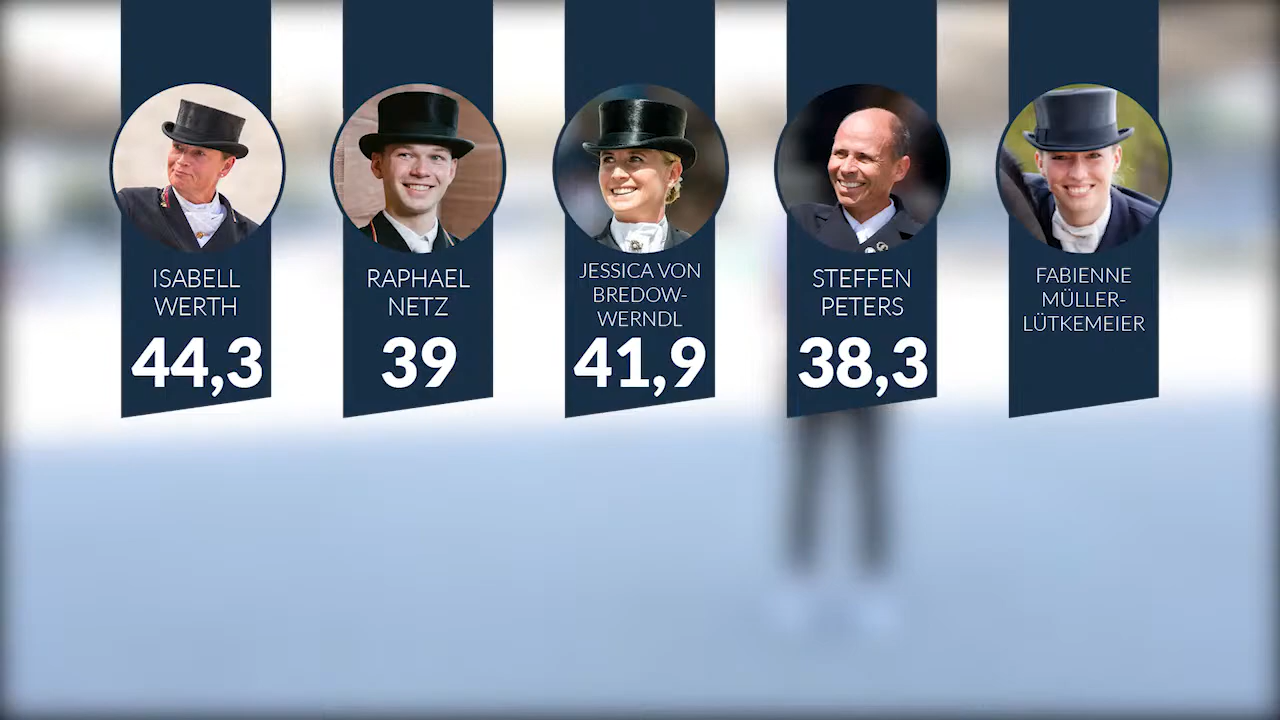 ISABELL
WERTH
44,3
RAPHAEL
NETZ
39
JESSICA VON
BREDOW-
WERNDL
41,9
STEFFEN
PETERS
38,3
FABIENNE
MÜLLER-
LÜTKEMEIER